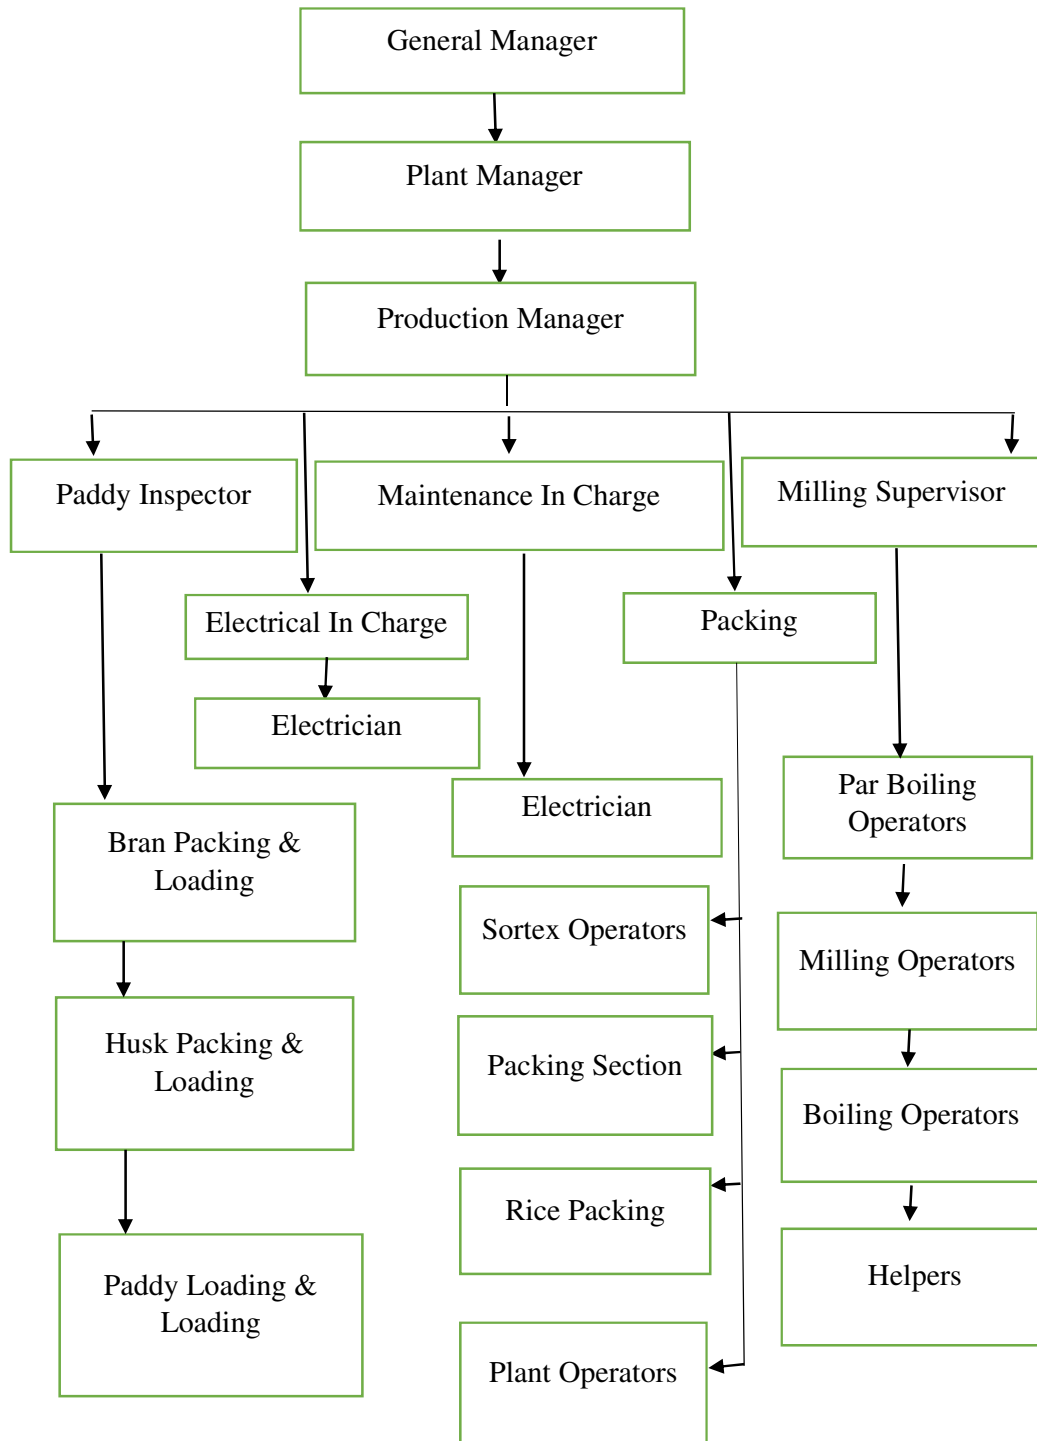 General Manager
Plant Manager
Production Manager
Paddy Inspector
Maintenance In Charge
Milling Supervisor
Electrical In Charge
Packing
Electrician
Electrician
Par Boiling
Operators
Bran Packing &
Loading
Sortex Operators
Milling Operators
Husk Packing &
Loading
Packing Section
Boiling Operators
Rice Packing
Helpers
Paddy Loading &
Loading
Plant Operators